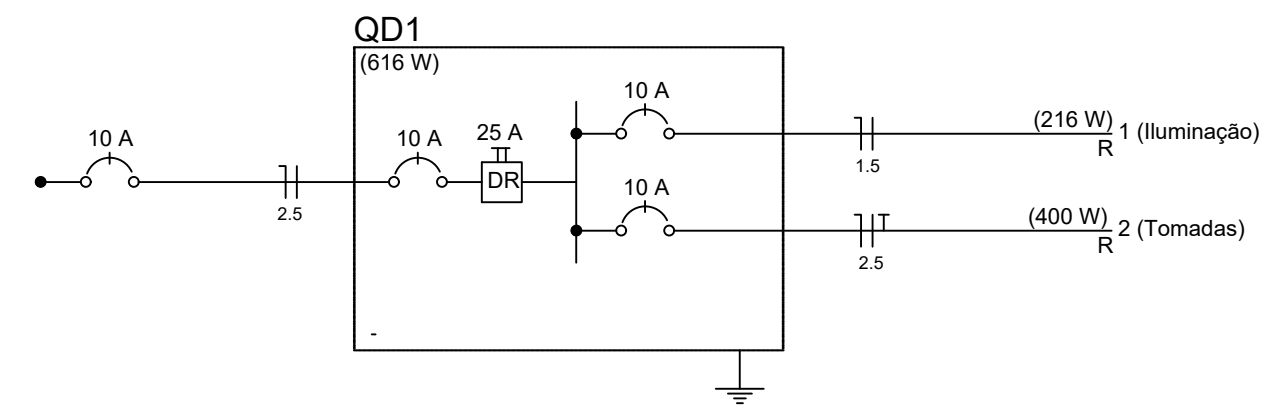 QD1
(616 W)
10 A
2.5
10 A
25 A
DR
10 A
1.5
(216 W)
R
1 (Iluminação)
10 A
2.5
(400 W)
R
2 (Tomadas)
-